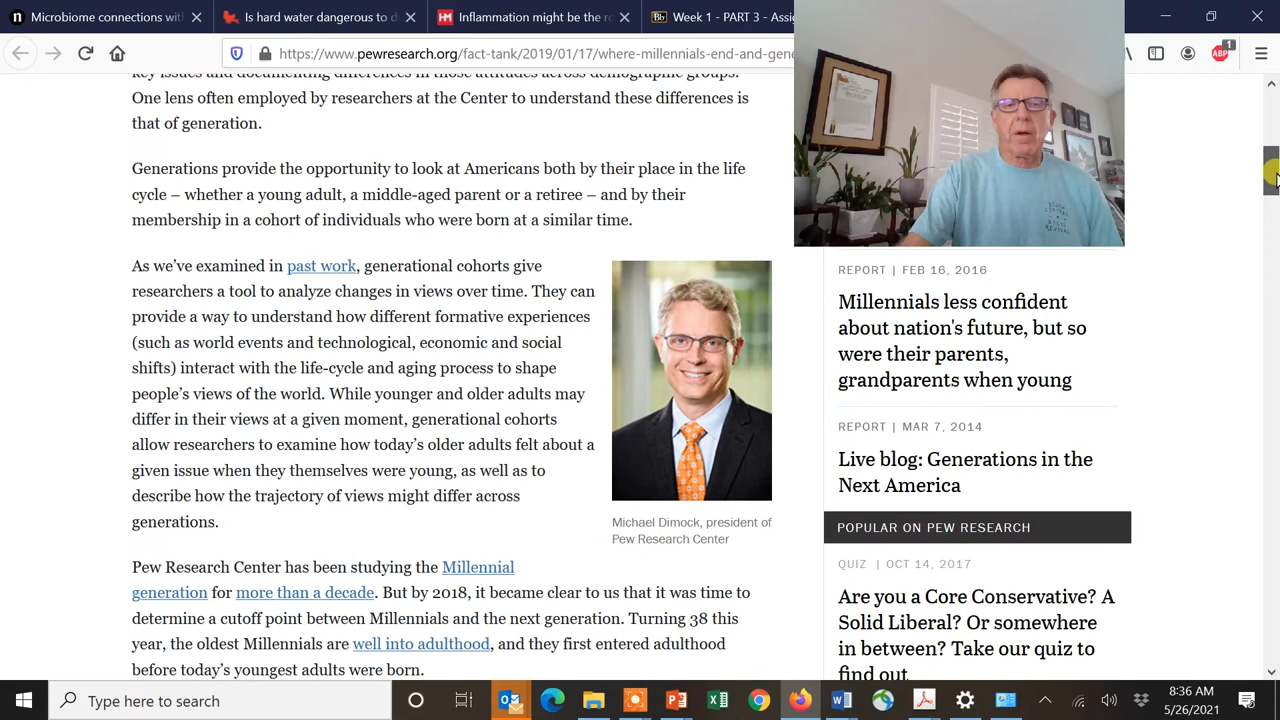 Microbiome connections wit
Is hard water dangerous to d
Inflammation might be the ro
Week 1 - PART 3 - Assi
https://www.pewresearch.org/fact-tank/2019/01/17/where-millennials-end-and-gene
ABP
1
key issues and documenting differences in those attitudes across demographic groups.
One lens often employed by researchers at the Center to understand these differences is
that of generation.
Generations provide the opportunity to look at Americans both by their place in the life
cycle – whether a young adult, a middle-aged parent or a retiree – and by their
membership in a cohort of individuals who were born at a similar time.
As we've examined in past work, generational cohorts give
researchers a tool to analyze changes in views over time. They can
provide a way to understand how different formative experiences
(such as world events and technological, economic and social
shifts) interact with the life-cycle and aging process to shape
people's views of the world. While younger and older adults may
differ in their views at a given moment, generational cohorts
allow researchers to examine how today's older adults felt about a
given issue when they themselves were young, as well as to
describe how the trajectory of views might differ across
generations.
Michael Dimock, president of
Pew Research Center
Pew Research Center has been studying the Millennial
generation for more than a decade. But by 2018, it became clear to us that it was time to
determine a cutoff point between Millennials and the next generation. Turning 38 this
year, the oldest Millennials are well into adulthood, and they first entered adulthood
before today's youngest adults were born.
REPORT | FEB 16, 2016
Millennials less confident
about nation's future, but so
were their parents,
grandparents when young
REPORT | MAR 7, 2014
Live blog: Generations in the
Next America
POPULAR ON PEW RESEARCH
QUIZ | OCT 14, 2017
Are you a Core Conservative? A
Solid Liberal? Or somewhere
in between? Take our quiz to
find out
Type here to search
8:36 AM
5/26/2021